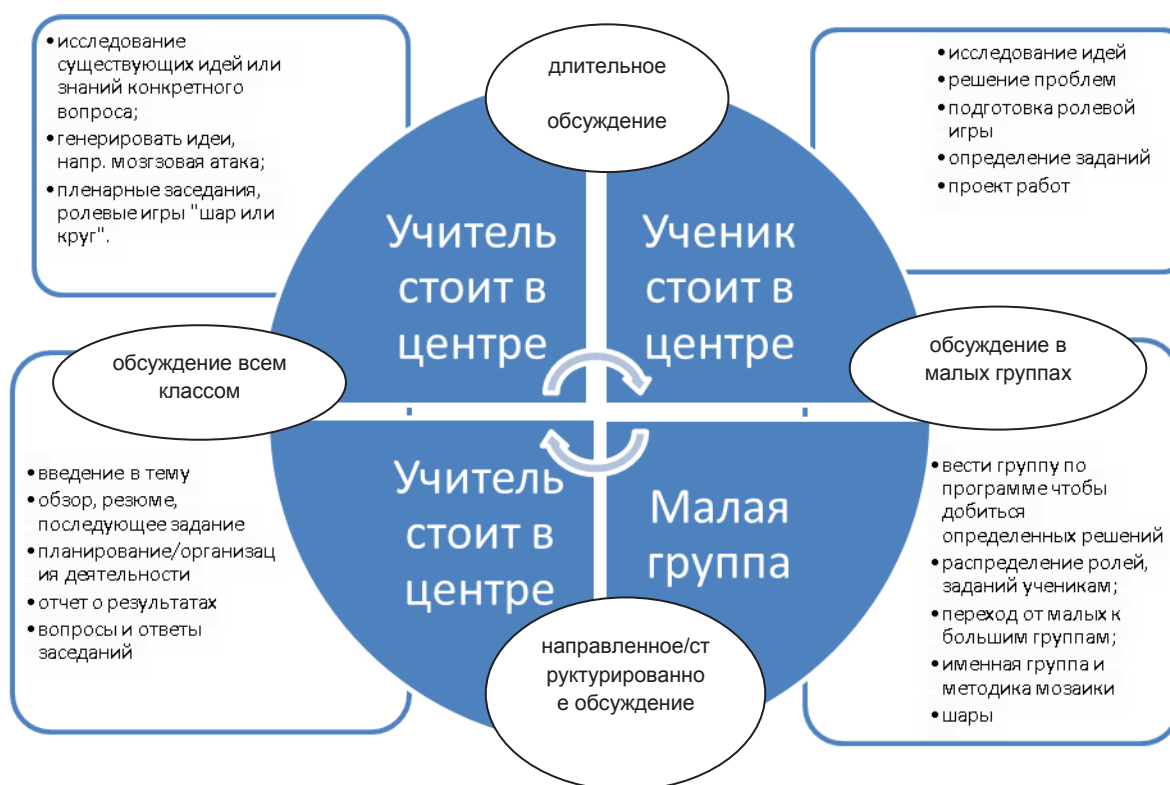 •исследование
существующих идей или
знаний конкретного
вопроса;
•генерировать идеи,
напр. мозгзовая атака;
•пленарные заседания,
ролевые игры "шар или
круг".
длительное
обсуждение
•исследование идей
•решение проблем
•подготовка ролевой
игры
•определение заданий
•проект работ
Учитель
стоит в
центре
Ученик
стоит в
центре
обсуждение всем
классом
обсуждение в
малых группах
•введение в тему
•обзор, резюме,
последующее задание
•планирование/организац
ия деятельности
•отчет о результатах
•вопросы и ответы
заседаний
Учитель
стоит в
центре
Малая
группа
•вести группу по
программе чтобы
добиться
определенных решений
•распределение ролей,
заданий ученикам;
•переход от малых к
большим группам;
•именная группа и
методика мозаики
•шары
направленное/ст
руктурированно
е обсуждение